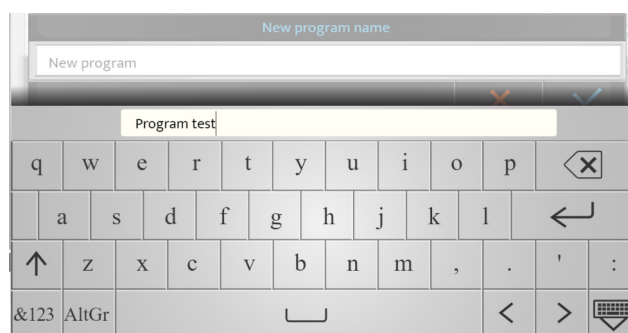 New program name
New program
Program test
q w e r t y u i o p
a s d f g h j k l
z x c v b n m , . ' :
&123 AltGr < >